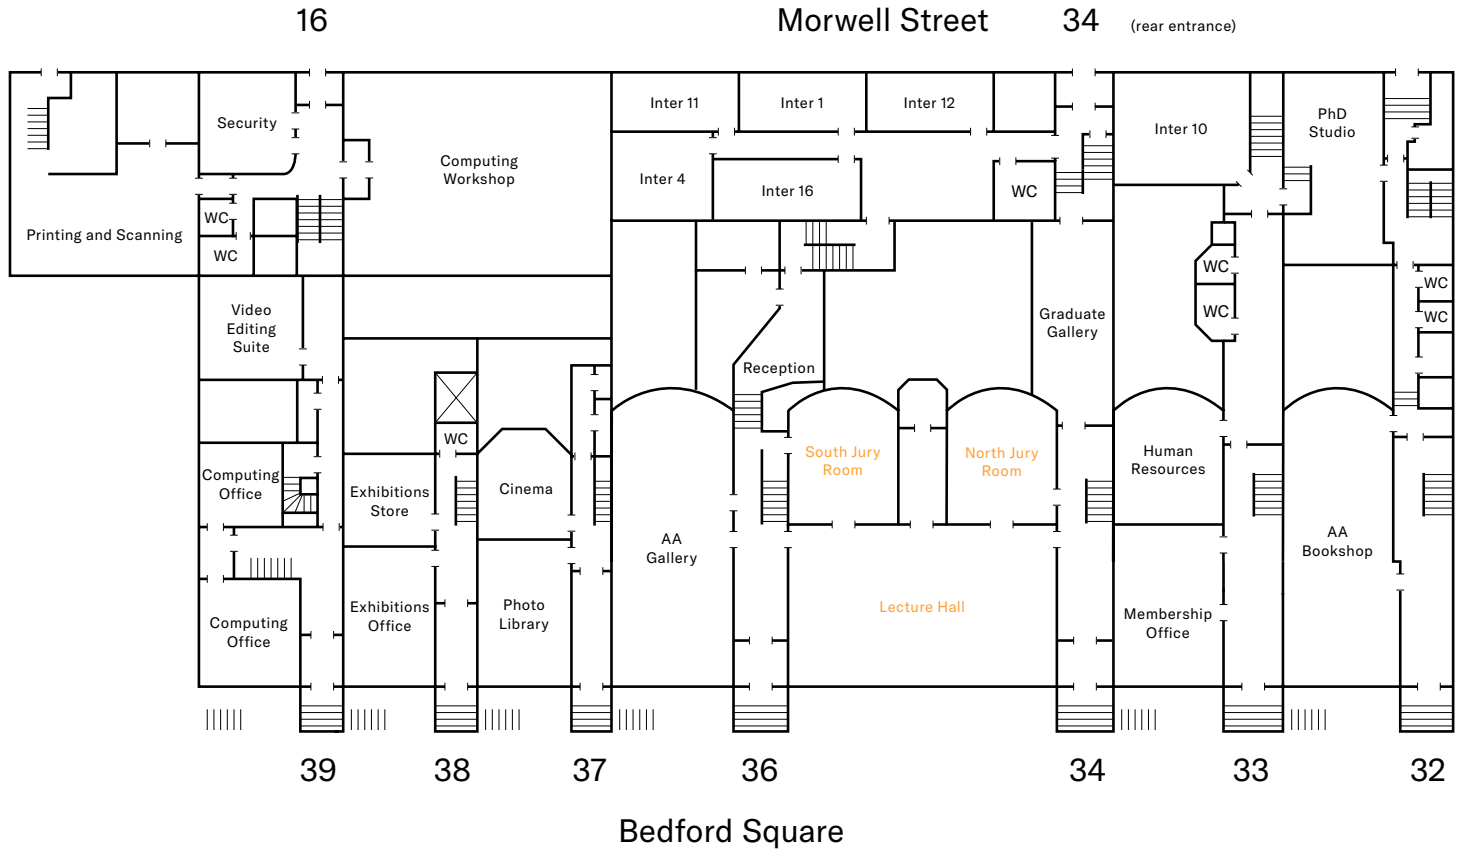 16
Morwell Street
34
(rear entrance)
Security
Computing
Workshop
Inter 11
Inter 1
Inter 12
Inter 10
PhD
Studio
Inter 4
Inter 16
WC
WC
Printing and Scanning
WC
WC
WC
WC
WC
Video
Editing
Suite
Graduate
Gallery
Reception
WC
Computing
Office
Exhibitions
Store
Cinema
South Jury
Room
North Jury
Room
Human
Resources
AA
Gallery
AA
Bookshop
Computing
Office
Exhibitions
Office
Photo
Library
Lecture Hall
Membership
Office
39
38
37
36
34
33
32
Bedford Square